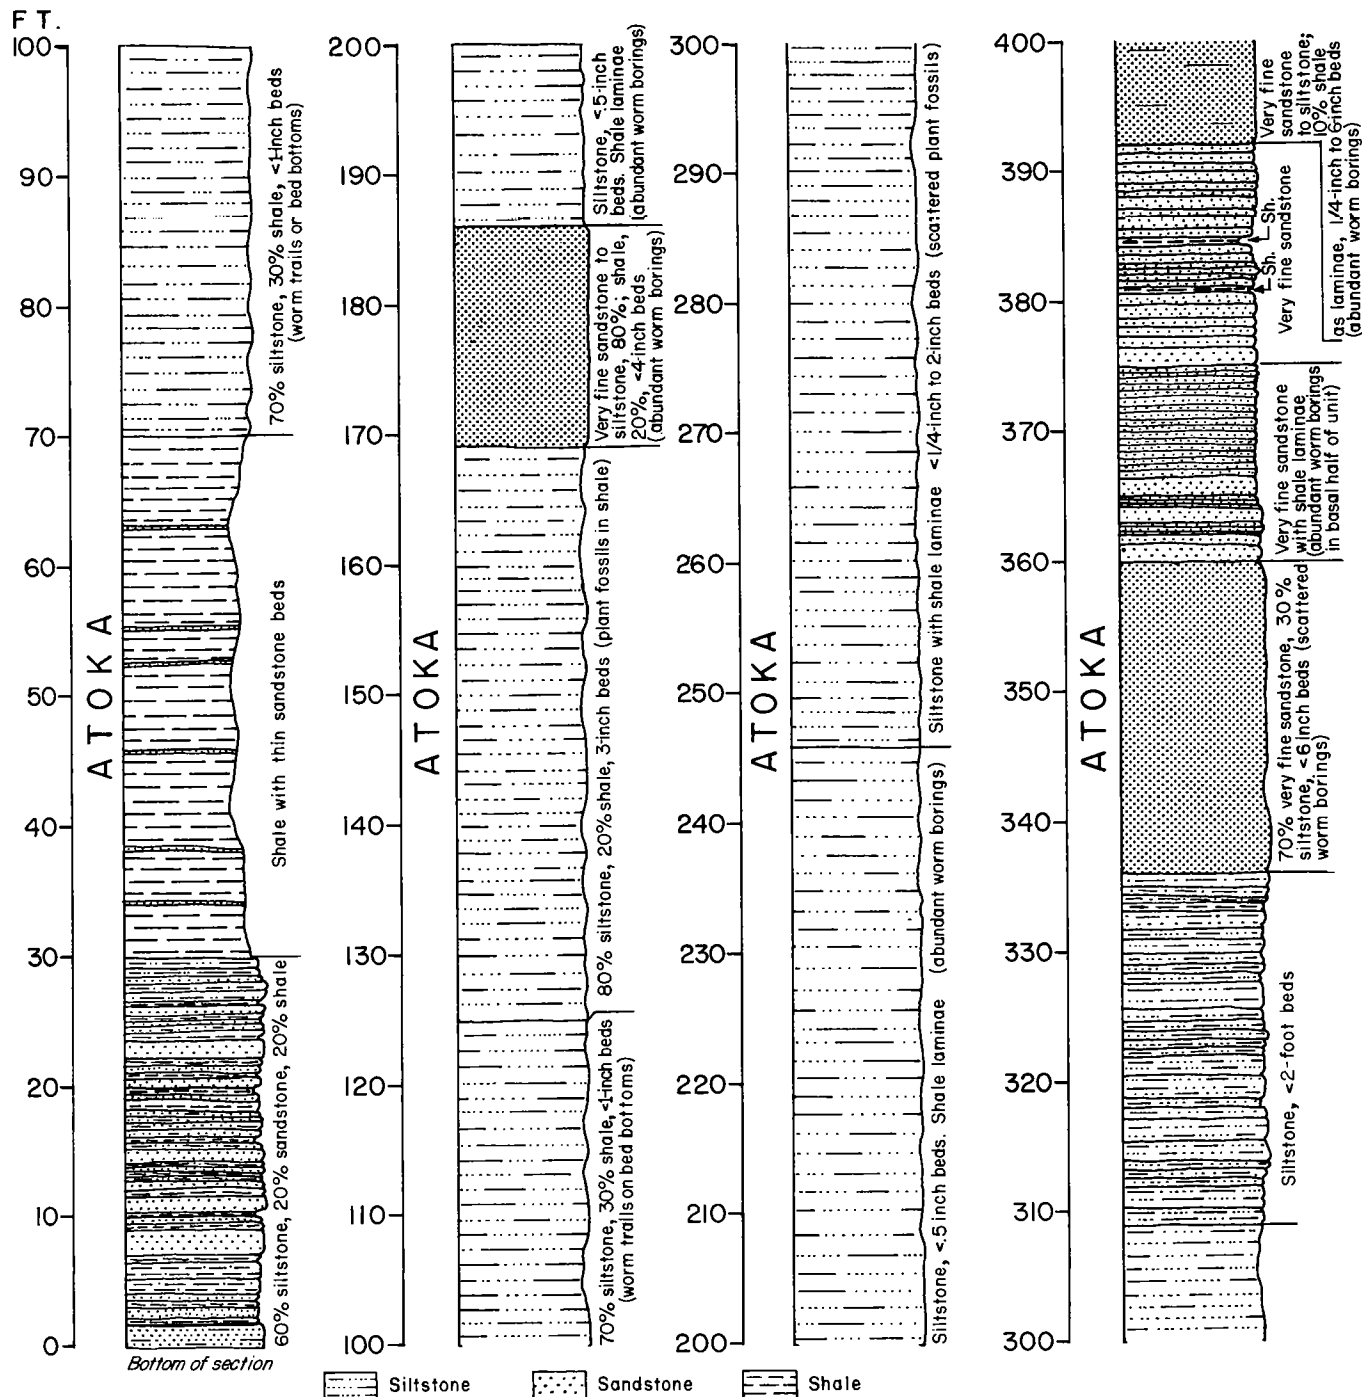 FT.
100
90
80
70
60
50
40
30
20
10
0
ATOKA
70% siltstone, 30% shale, <1-inch beds
(worm trails or bed bottoms)
Shale with thin sandstone beds
60% siltstone, 20% sandstone, 20% shale
Bottom of section
200
190
180
170
160
150
140
130
120
110
100
ATOKA
Siltstone, <.5-inch
beds. Shale laminae
(abundant worm borings)
Very fine sandstone to
siltstone, 80%; shale,
20%, <4-inch beds
(abundant worm borings)
80% siltstone, 20% shale, 3-inch beds (plant fossils in shale)
70% siltstone, 30% shale, <1-inch beds
(worm trails on bed bottoms)
300
290
280
270
260
250
240
230
220
210
200
ATOKA
Siltstone with shale laminae <1/4-inch to 2-inch beds (scattered plant fossils)
Siltstone, <.5 inch beds. Shale laminae (abundant worm borings)
400
390
380
370
360
350
340
330
320
310
300
ATOKA
Very fine
sandstone
to siltstone;
10% shale
as laminae, 1/4-inch to 6-inch beds
(abundant worm borings)
Sh.
Sh.
Very fine sandstone
Very fine sandstone
with shale laminae
(abundant worm borings
in basal half of unit)
70% very fine sandstone, 30%
siltstone, <6 inch beds (scattered
worm borings)
Siltstone, <2-foot beds
Siltstone
Sandstone
Shale